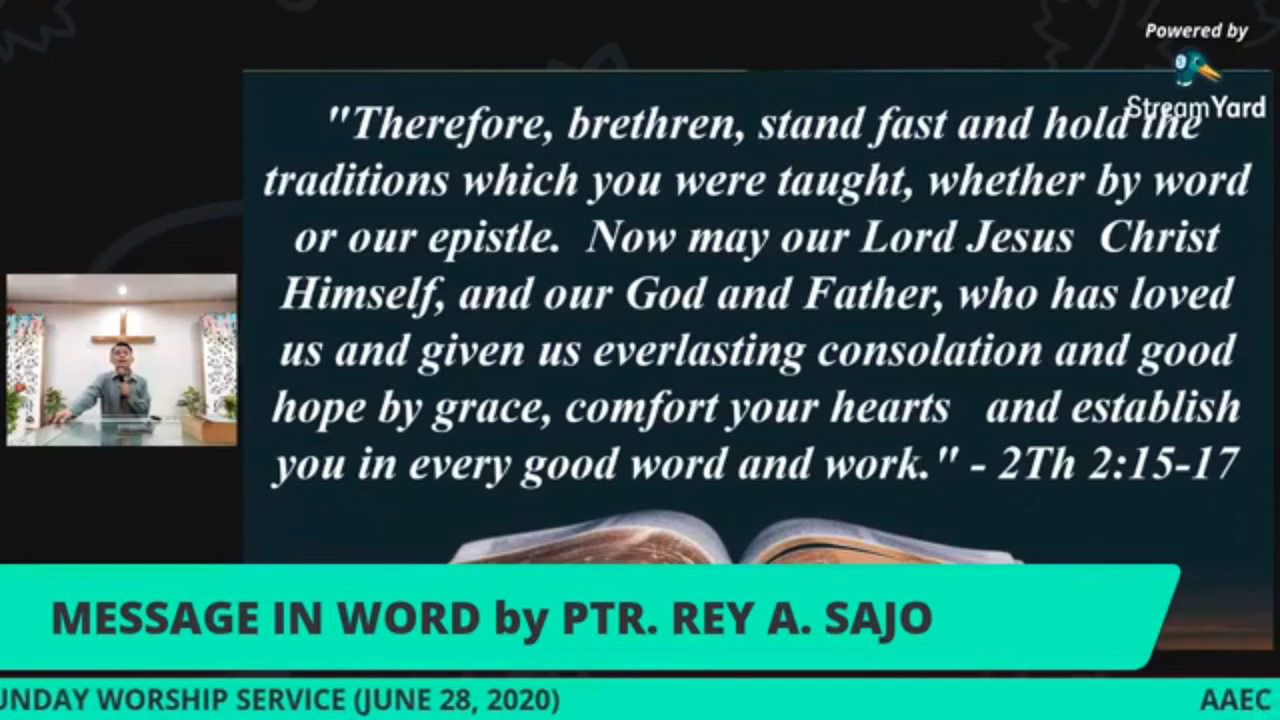 Powered by
StreamYard
"Therefore, brethren, stand fast and hold the
traditions which you were taught, whether by word
or our epistle. Now may our Lord Jesus Christ
Himself, and our God and Father, who has loved
us and given us everlasting consolation and good
hope by grace, comfort your hearts and establish
you in every good word and work." - 2Th 2:15-17
MESSAGE IN WORD by PTR. REY A. SAJO
UNDAY WORSHIP SERVICE (JUNE 28, 2020)
AAEC